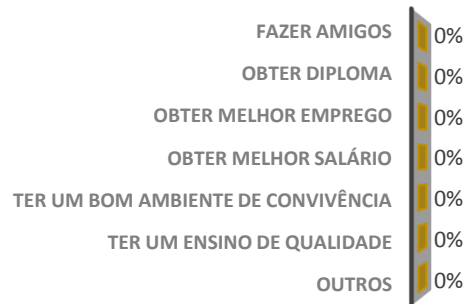 FAZER AMIGOS 0%
OBTER DIPLOMA 0%
OBTER MELHOR EMPREGO 0%
OBTER MELHOR SALÁRIO 0%
TER UM BOM AMBIENTE DE CONVIVÊNCIA 0%
TER UM ENSINO DE QUALIDADE 0%
OUTROS 0%